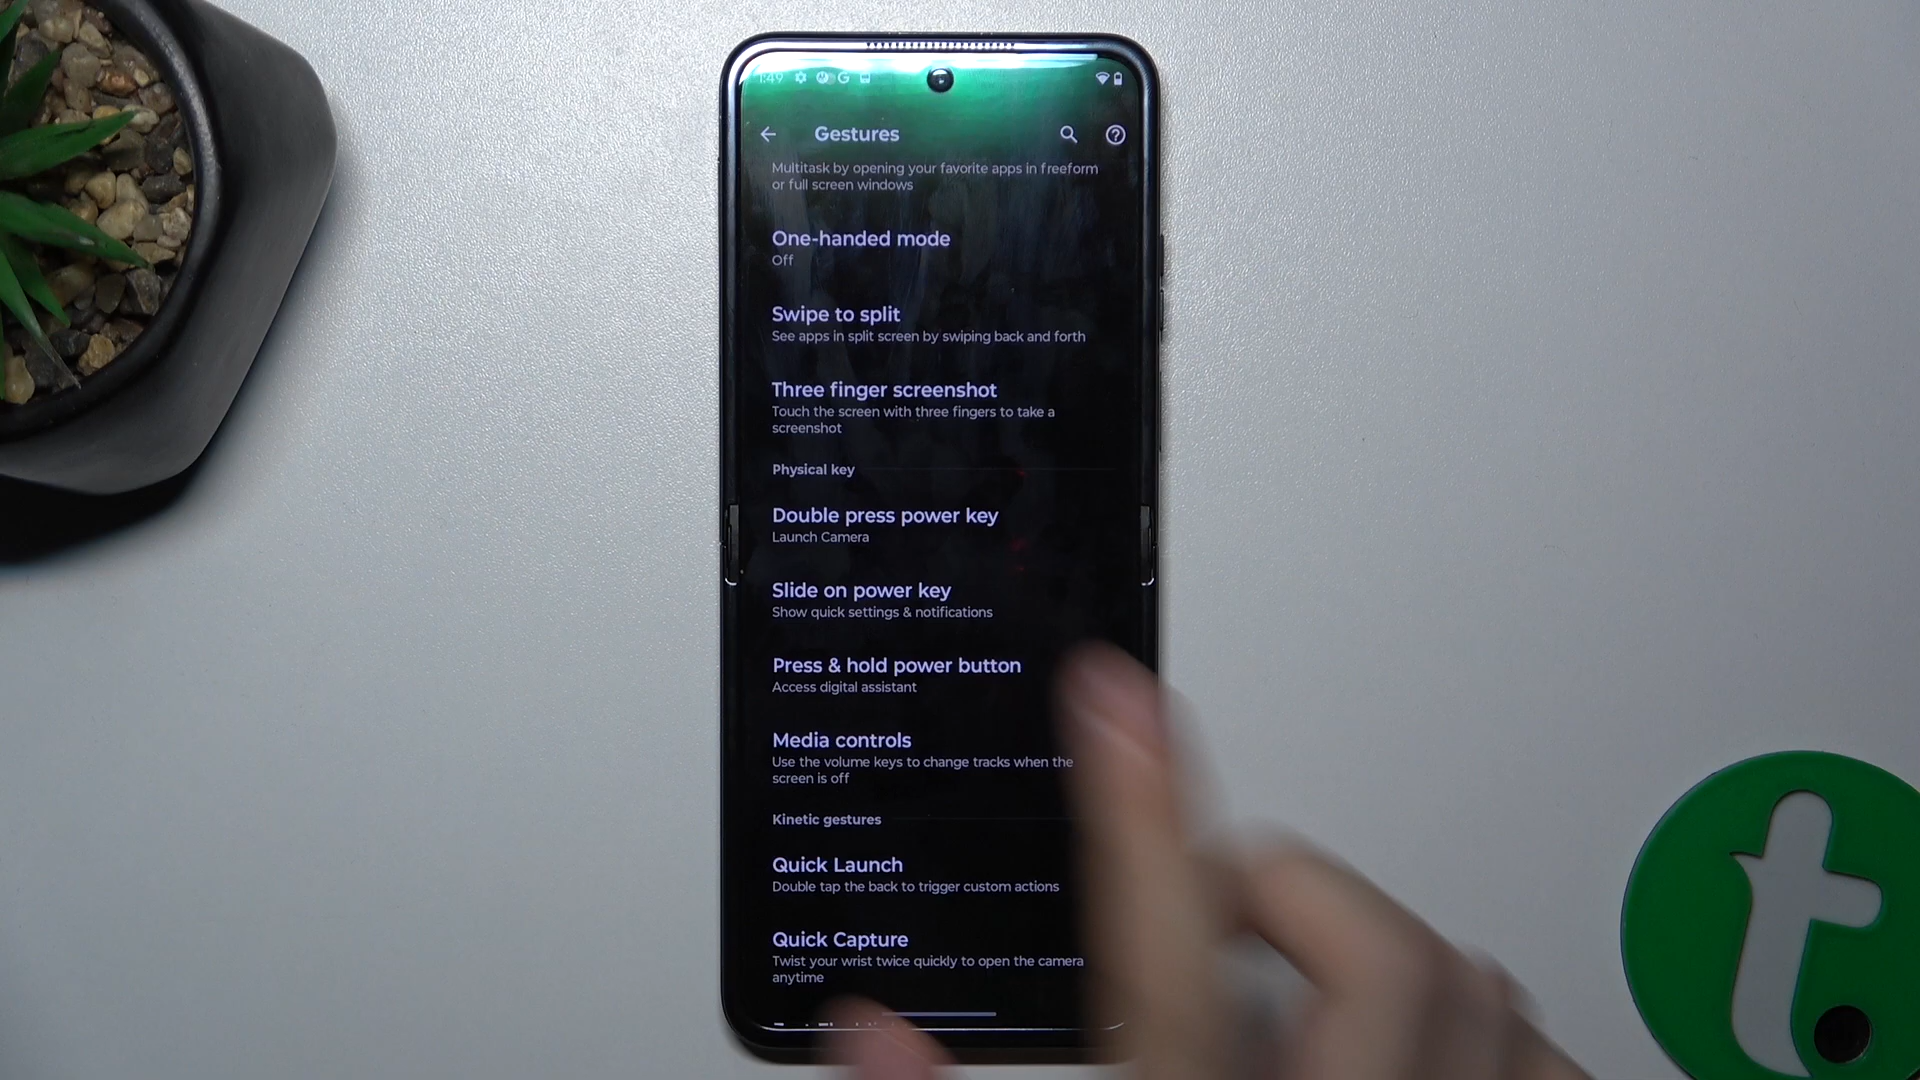 1:49
Gestures
Multitask by opening your favorite apps in freeform
or full screen windows
One-handed mode
Off
Swipe to split
See apps in split screen by swiping back and forth
Three finger screenshot
Touch the screen with three fingers to take a
screenshot
Physical key
Double press power key
Launch Camera
Slide on power key
Show quick settings & notifications
Press & hold power button
Access digital assistant
Media controls
Use the volume keys to change tracks when the
screen is off
Kinetic gestures
Quick Launch
Double tap the back to trigger custom actions
Quick Capture
Twist your wrist twice quickly to open the camera
anytime
t